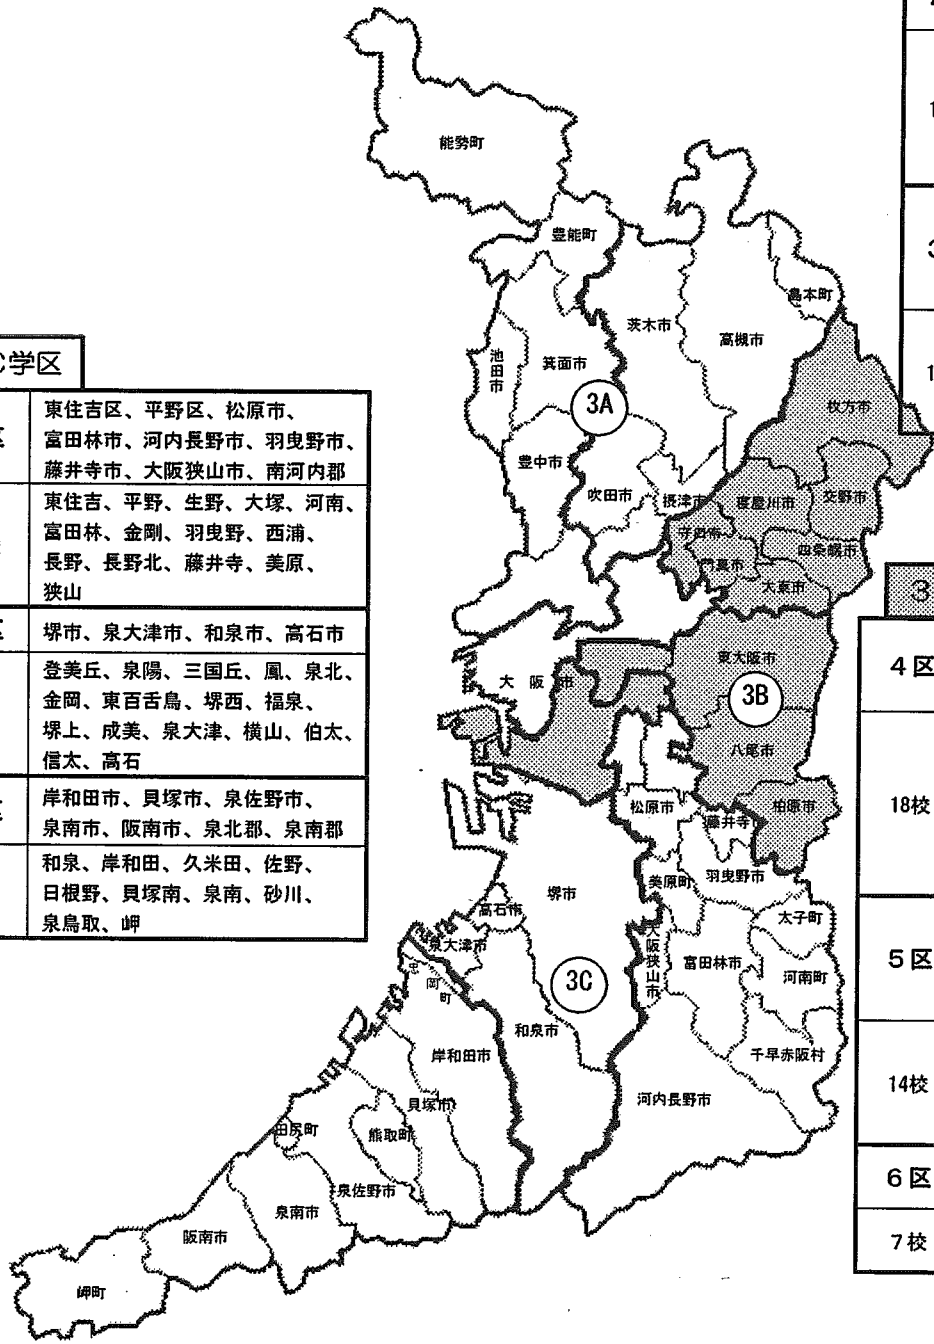 能勢町
豊能町
島本町
茨木市
高槻市
池田市
箕面市
3A
枚方市
豊中市
吹田市
摂津市
寝屋川市
交野市
守口市
門真市
四条畷市
大東市
学区
東住吉区、平野区、松原市、
富田林市、河内長野市、羽曳野市、
藤井寺市、大阪狭山市、南河内郡
東住吉、平野、生野、大塚、河南、
富田林、金剛、羽曳野、西浦、
長野、長野北、藤井寺、美原、
狭山
堺市、泉大津市、和泉市、高石市
登美丘、泉陽、三国丘、鳳、泉北、
金岡、東百舌鳥、堺西、福泉、
堺上、成美、泉大津、横山、伯太、
信太、高石
岸和田市、貝塚市、泉佐野市、
泉南市、阪南市、泉北郡、泉南郡
和泉、岸和田、久米田、佐野、
日根野、貝塚南、泉南、砂川、
泉鳥取、岬
大阪市
東大阪市
3B
八尾市
松原市
藤井寺
柏原市
美原町
羽曳野市
堺市
高石市
泉大津市
忠岡町
大阪狭山市
富田林市
太子町
河南町
3C
和泉市
岸和田市
千早赤阪村
河内長野市
貝塚市
田尻町
熊取町
泉佐野市
泉南市
阪南市
岬町
3
4区
18校
5区
14校
6区
7校